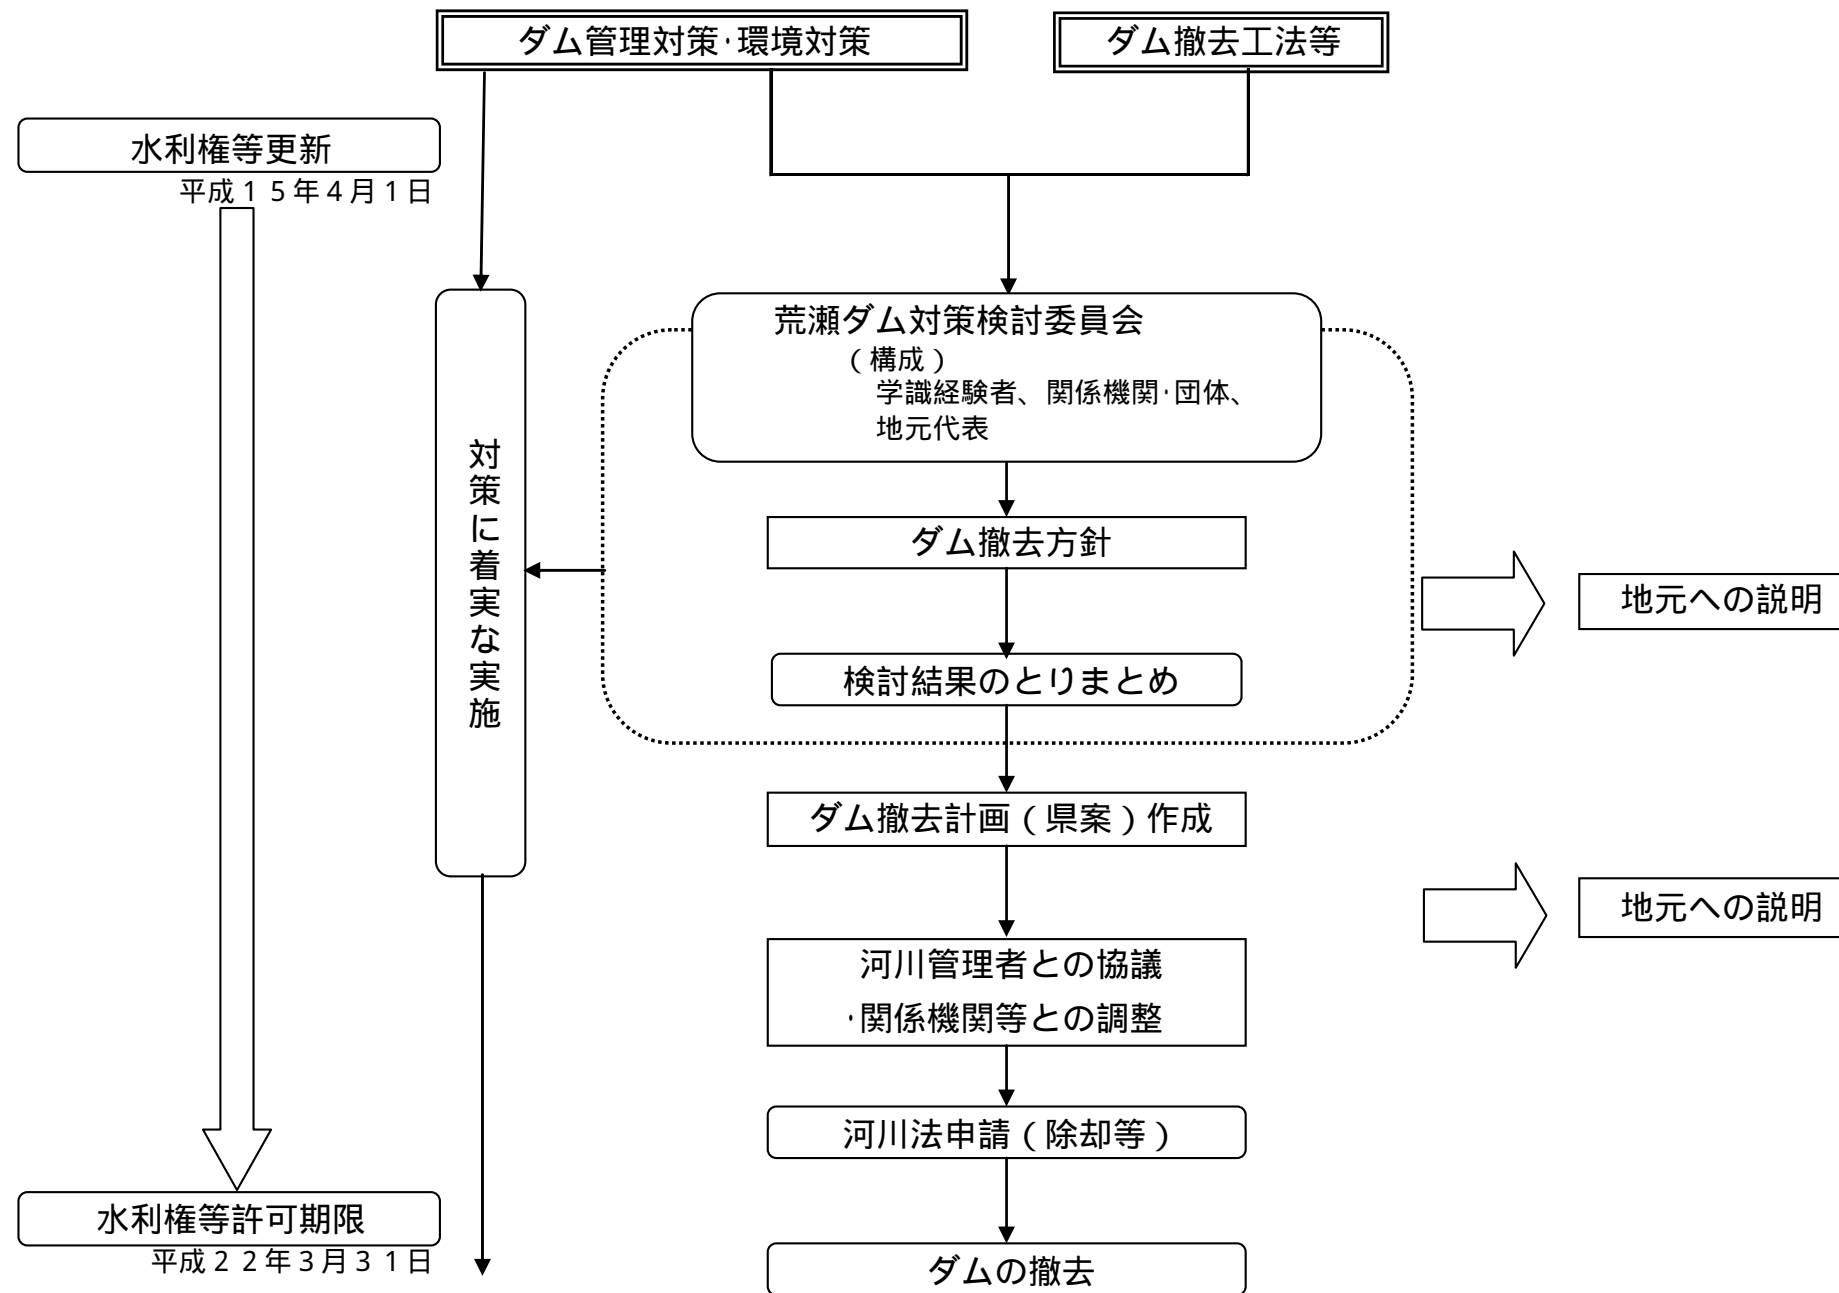 ダム管理対策･環境対策
ダム撤去工法等
水利権等更新
平成１５年４月１日
荒瀬ダム対策検討委員会
（構成）
学識経験者、関係機関･団体、
地元代表
対策に着実な実施
ダム撤去方針
地元への説明
検討結果のとりまとめ
ダム撤去計画（県案）作成
地元への説明
河川管理者との協議
･関係機関等との調整
河川法申請（除却等）
水利権等許可期限
平成２２年３月３１日
ダムの撤去